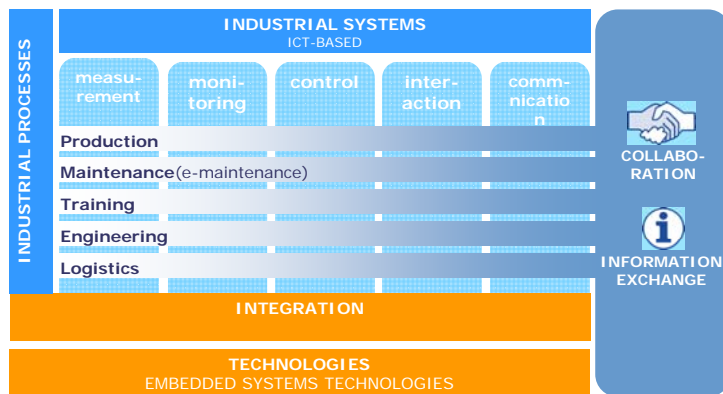 INDUSTRIAL PROCESSES
INDUSTRIAL SYSTEMS
ICT-BASED
measu-
rement
moni-
toring
control
inter-
action
comm-
nicatio
n
Production
Maintenance(e-maintenance)
Training
Engineering
Logistics
COLLABO-
RATION
i
INFORMATION
EXCHANGE
INTEGRATION
TECHNOLOGIES
EMBEDDED SYSTEMS TECHNOLOGIES